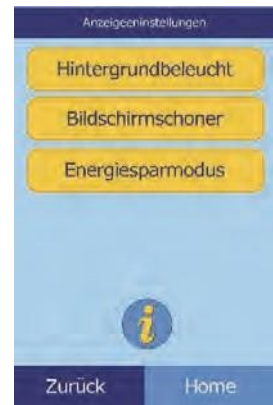 Anzeigeeinstellungen
Hintergrundbeleucht
Bildschirmschoner
Energiesparmodus
i
Zurück
Home